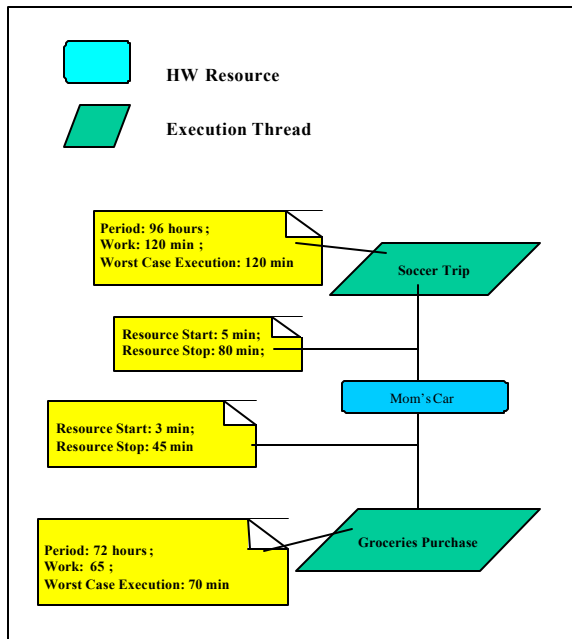 HW Resource
Execution Thread
Period: 96 hours;
Work: 120 min ;
Worst Case Execution: 120 min
Soccer Trip
Resource Start: 5 min;
Resource Stop: 80 min;
Mom's Car
Resource Start: 3 min;
Resource Stop: 45 min
Groceries Purchase
Period: 72 hours ;
Work: 65 ;
Worst Case Execution: 70 min